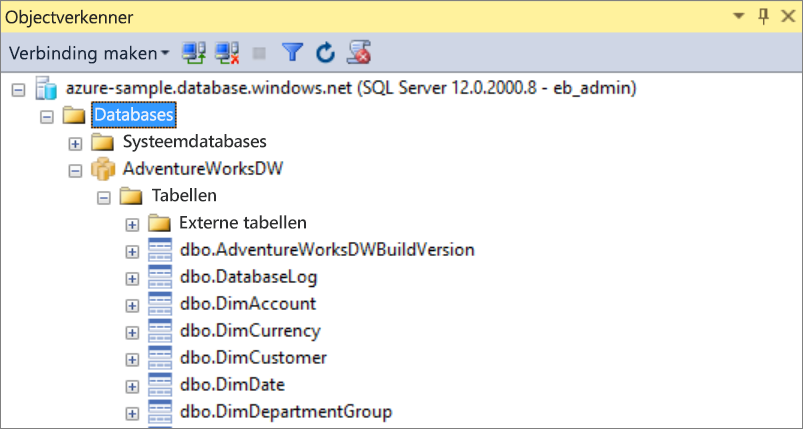 Objectverkenner
Verbinding maken
azure-sample.database.windows.net (SQL Server 12.0.2000.8 - eb_admin)
Databases
Systeemdatabases
AdventureWorksDW
Tabellen
Externe tabellen
dbo.AdventureWorksDWBuildVersion
dbo.DatabaseLog
dbo.DimAccount
dbo.DimCurrency
dbo.DimCustomer
dbo.DimDate
dbo.DimDepartmentGroup